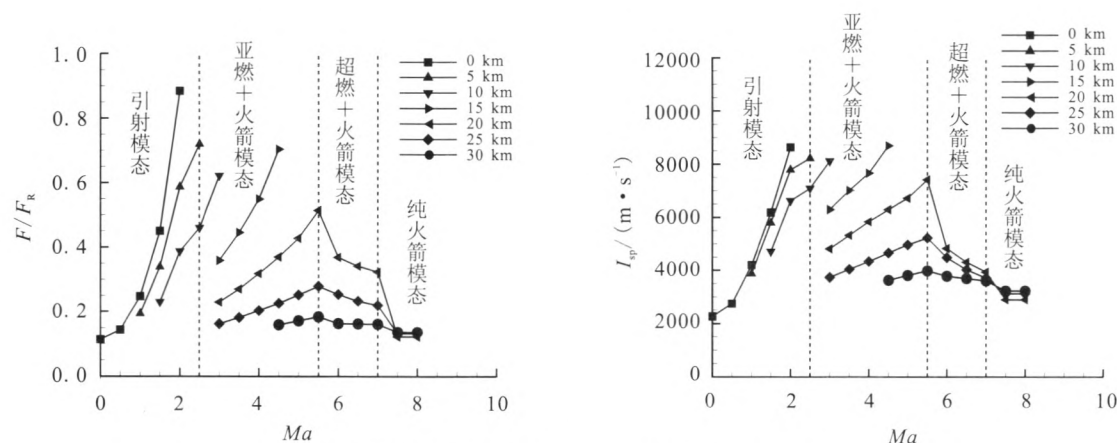 1.0
0.8
0.6
0.4
0.2
0.0
F/F_R
0
2
4
6
8
10
Ma
引射模态
亚燃＋火箭模态
超燃＋火箭模态
纯火箭模态
0 km
5 km
10 km
15 km
20 km
25 km
30 km
12000
10000
8000
6000
4000
2000
0
I_sp/(m·s⁻¹)
0
2
4
6
8
10
Ma
引射模态
亚燃＋火箭模态
超燃＋火箭模态
纯火箭模态
0 km
5 km
10 km
15 km
20 km
25 km
30 km